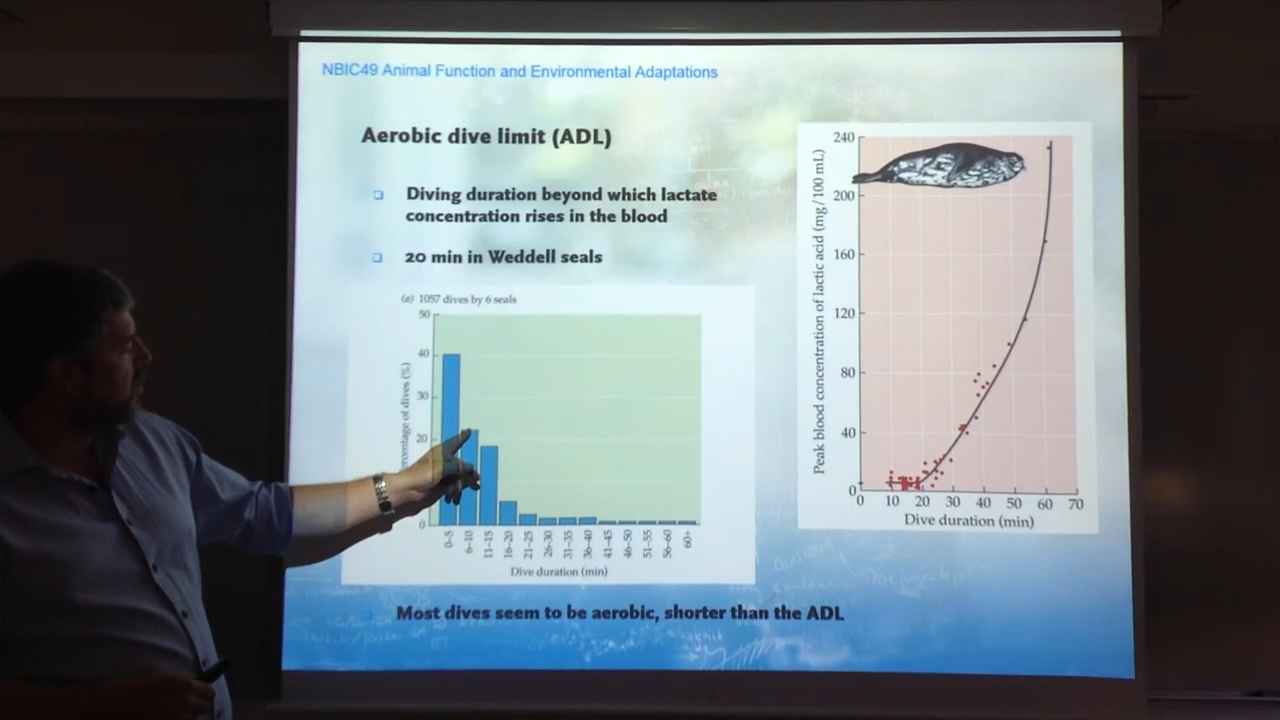 NBIC49 Animal Function and Environmental Adaptations
Aerobic dive limit (ADL)
Diving duration beyond which lactate
concentration rises in the blood
20 min in Weddell seals
(a) 1057 dives by 6 seals
50
40
30
20
0
ercentage of dives (%)
0–5
6–10
11–15
16–20
21–25
26–30
31–35
36–40
41–45
46–50
51–55
56–60
60+
Dive duration (min)
Most dives seem to be aerobic, shorter than the ADL
Peak blood concentration of lactic acid (mg/100 mL)
240
200
160
120
80
40
0
0 10 20 30 40 50 60 70
Dive duration (min)